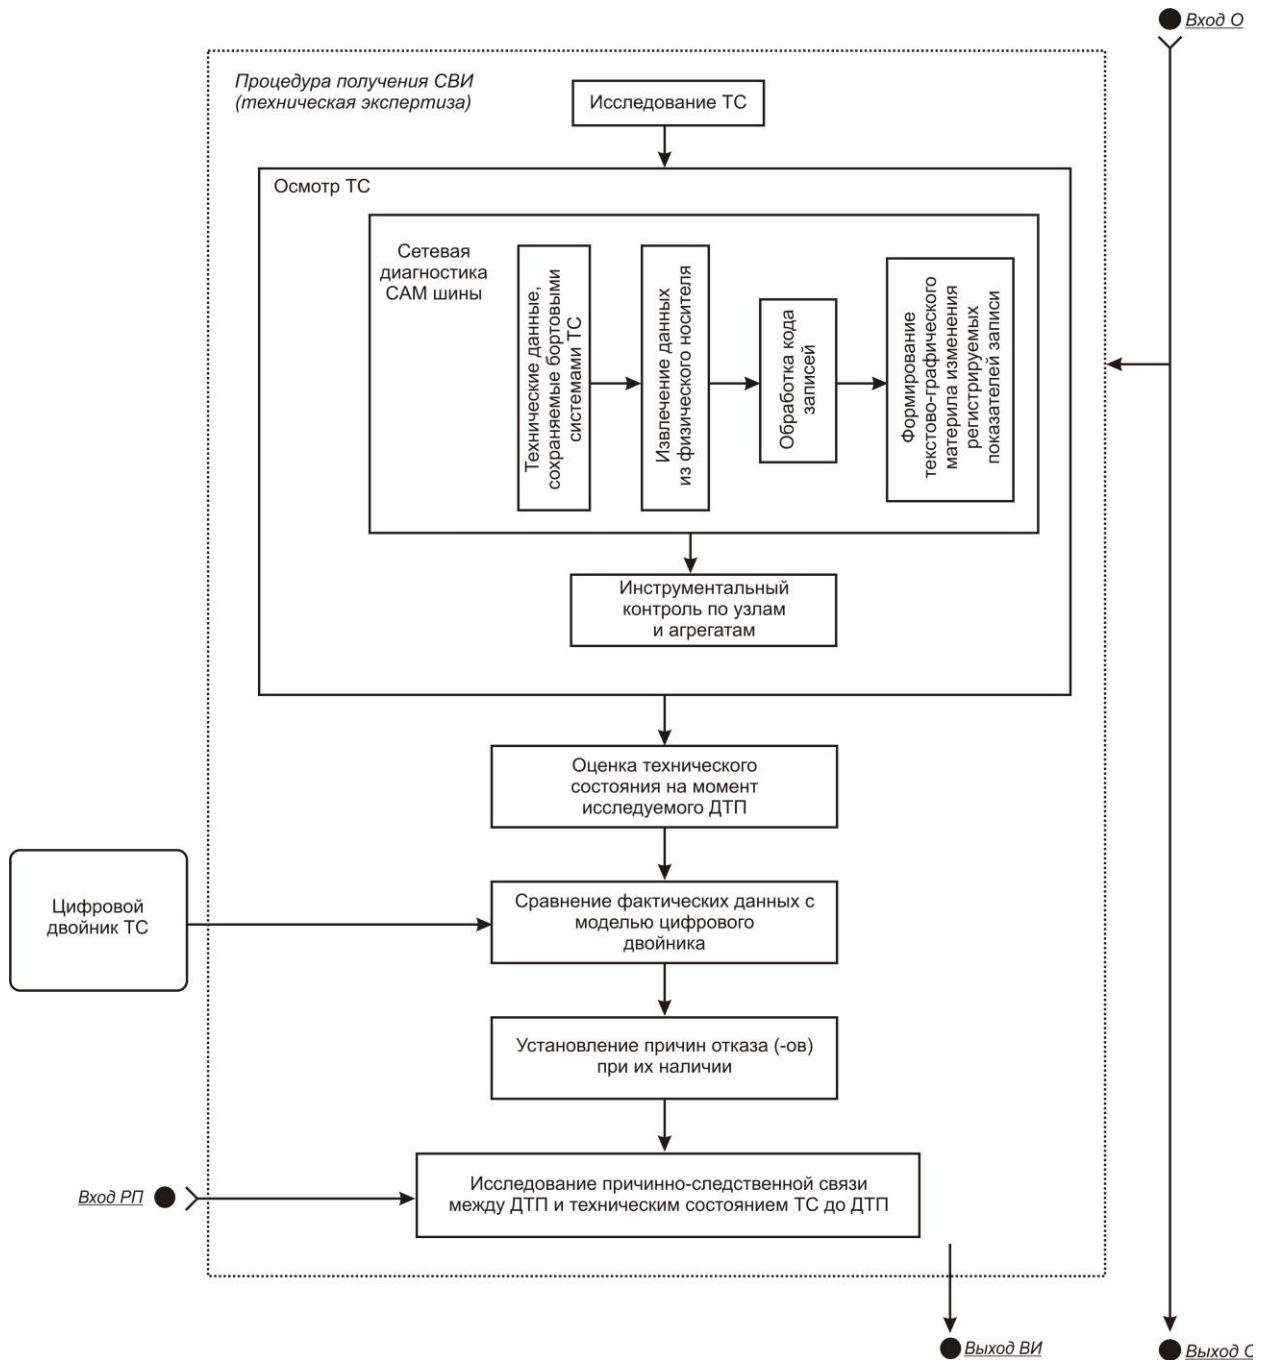 Вход О
Процедура получения СВИ
(техническая экспертиза)
Исследование ТС
Осмотр ТС
Сетевая
диагностика
САМ шины
Технические данные,
сохраняемые бортовыми
системами ТС
Извлечение данных
из физического носителя
Обработка кода
записей
Формирование
текстово-графического
материла изменения
регистрируемых
показателей записи
Инструментальный
контроль по узлам
и агрегатам
Оценка технического
состояния на момент
исследуемого ДТП
Цифровой
двойник ТС
Сравнение фактических данных с
моделью цифрового
двойника
Установление причин отказа (-ов)
при их наличии
Вход РП
Исследование причинно-следственной связи
между ДТП и техническим состоянием ТС до ДТП
Выход ВИ
Выход О